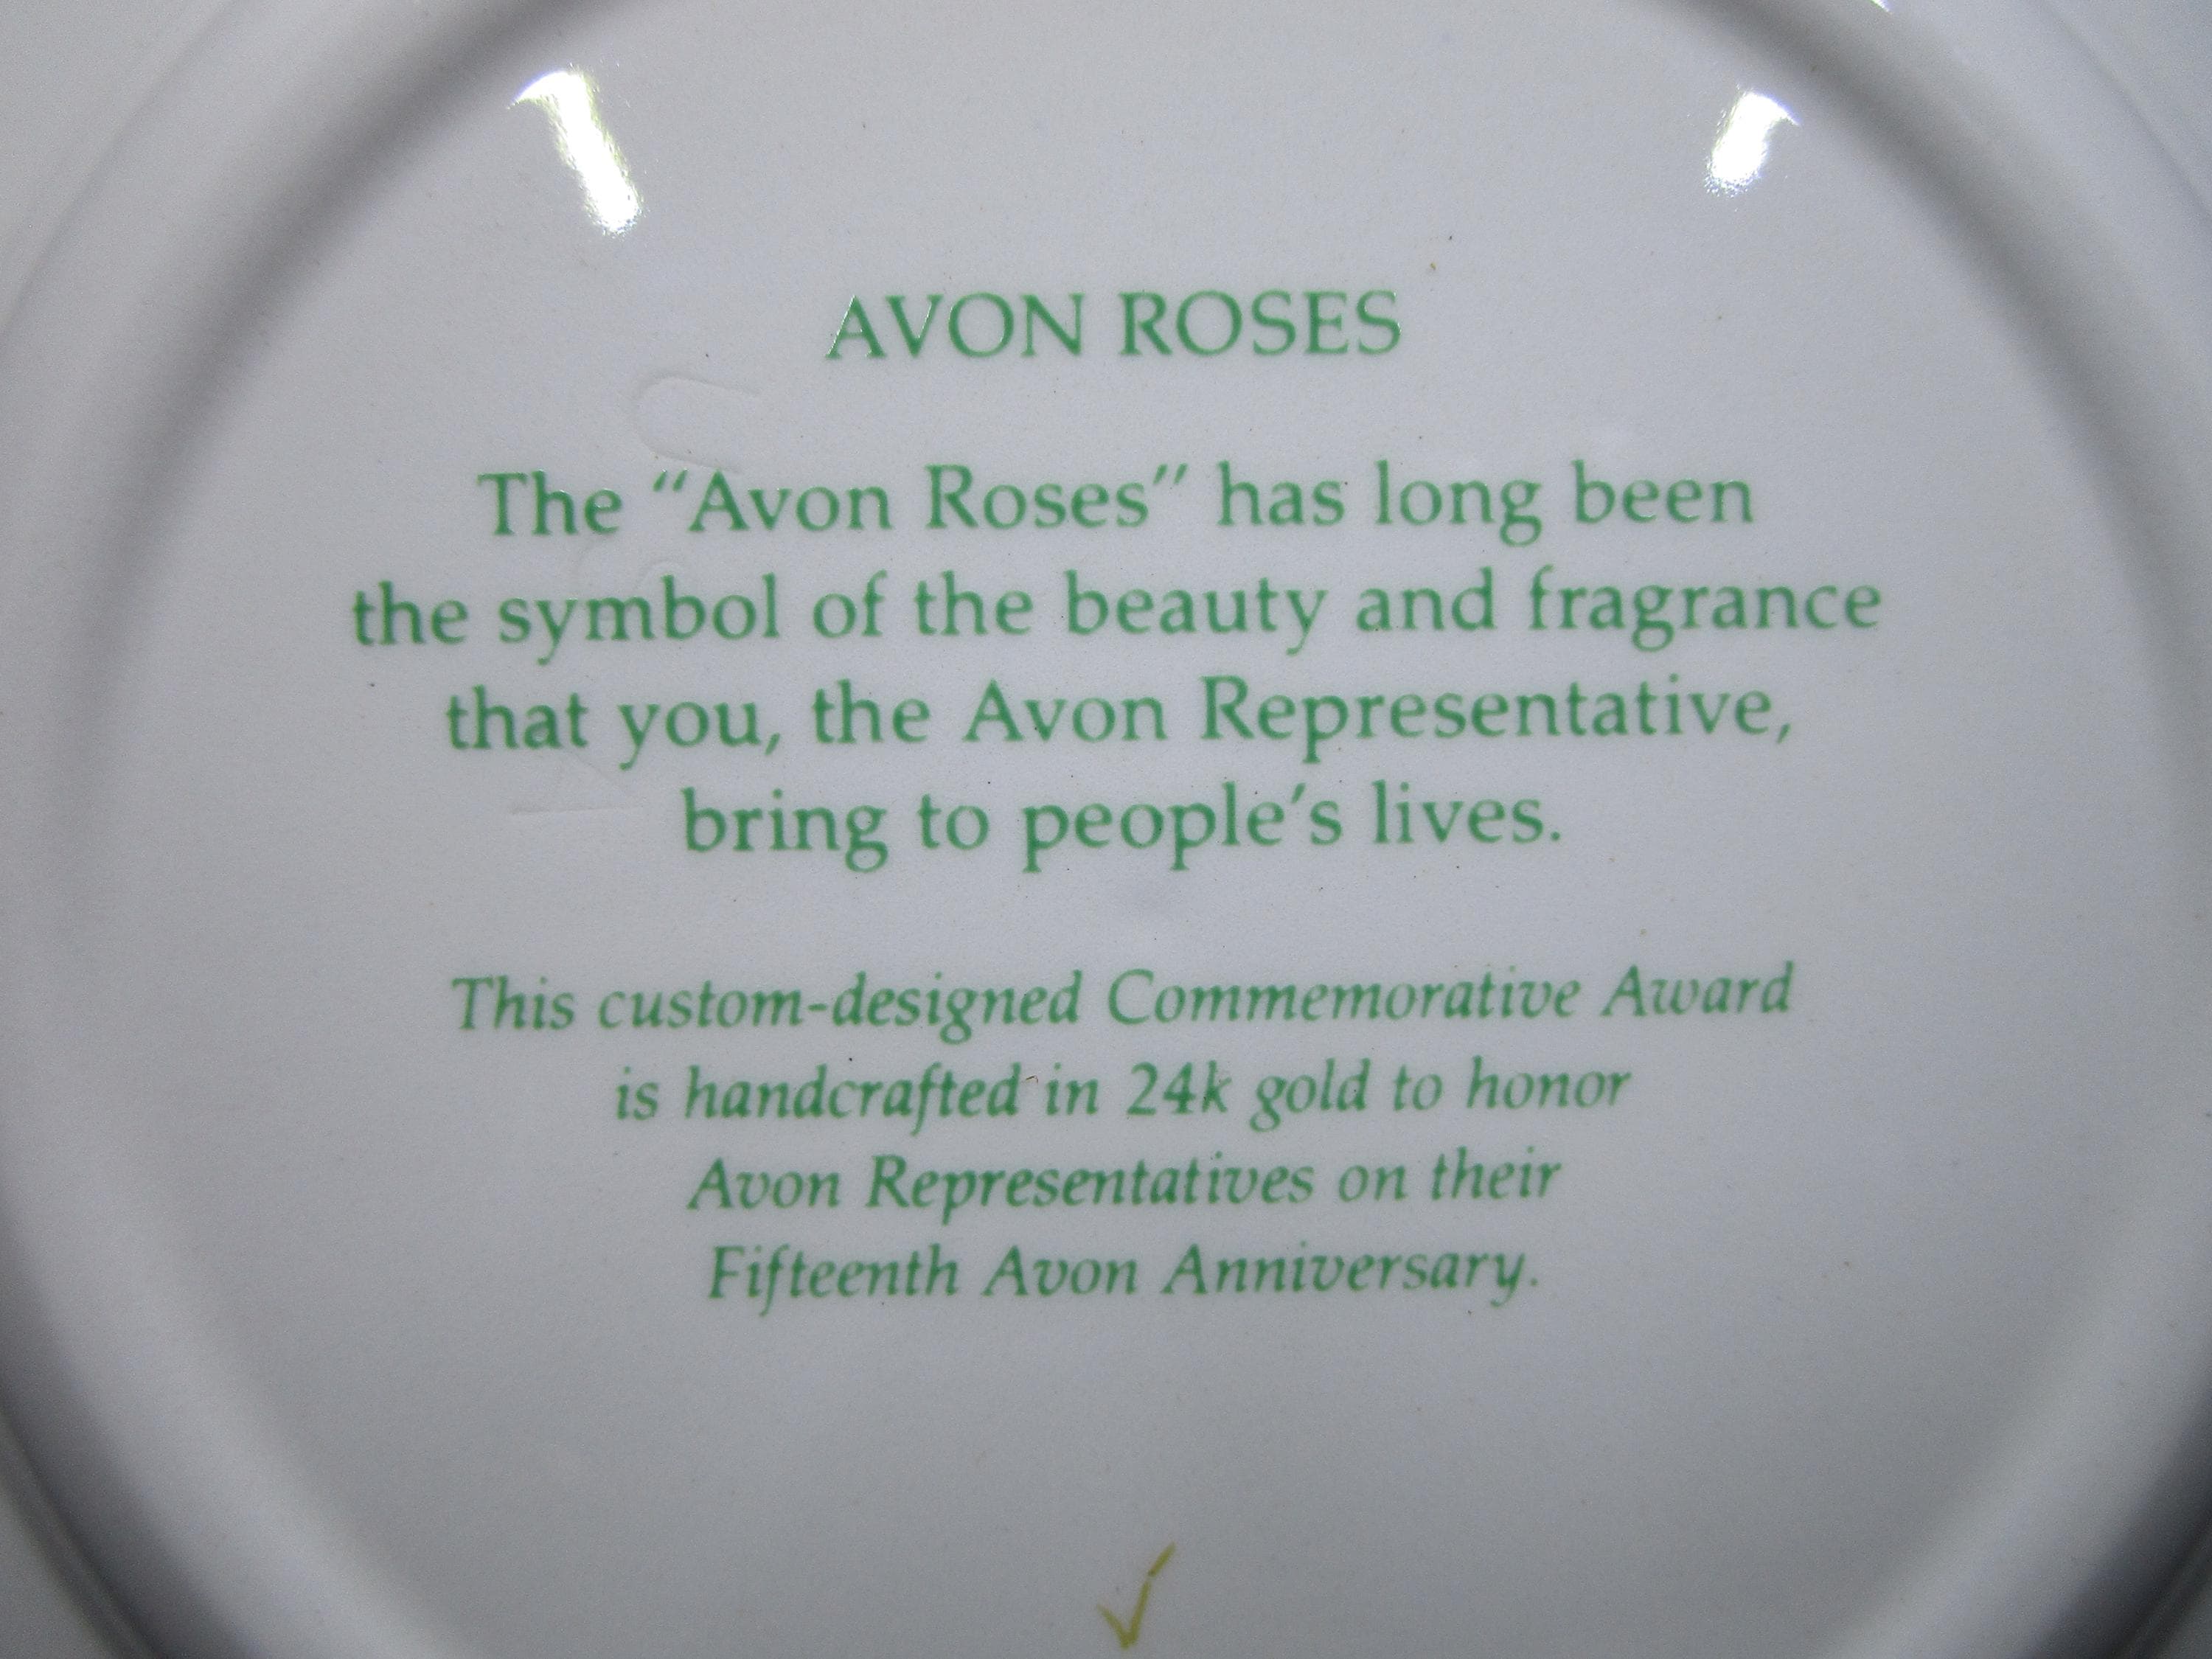 AVON ROSES
The “Avon Roses” has long been
the symbol of the beauty and fragrance
that you, the Avon Representative,
bring to people’s lives.
This custom-designed Commemorative Award
is handcrafted in 24k gold to honor
Avon Representatives on their
Fifteenth Avon Anniversary.